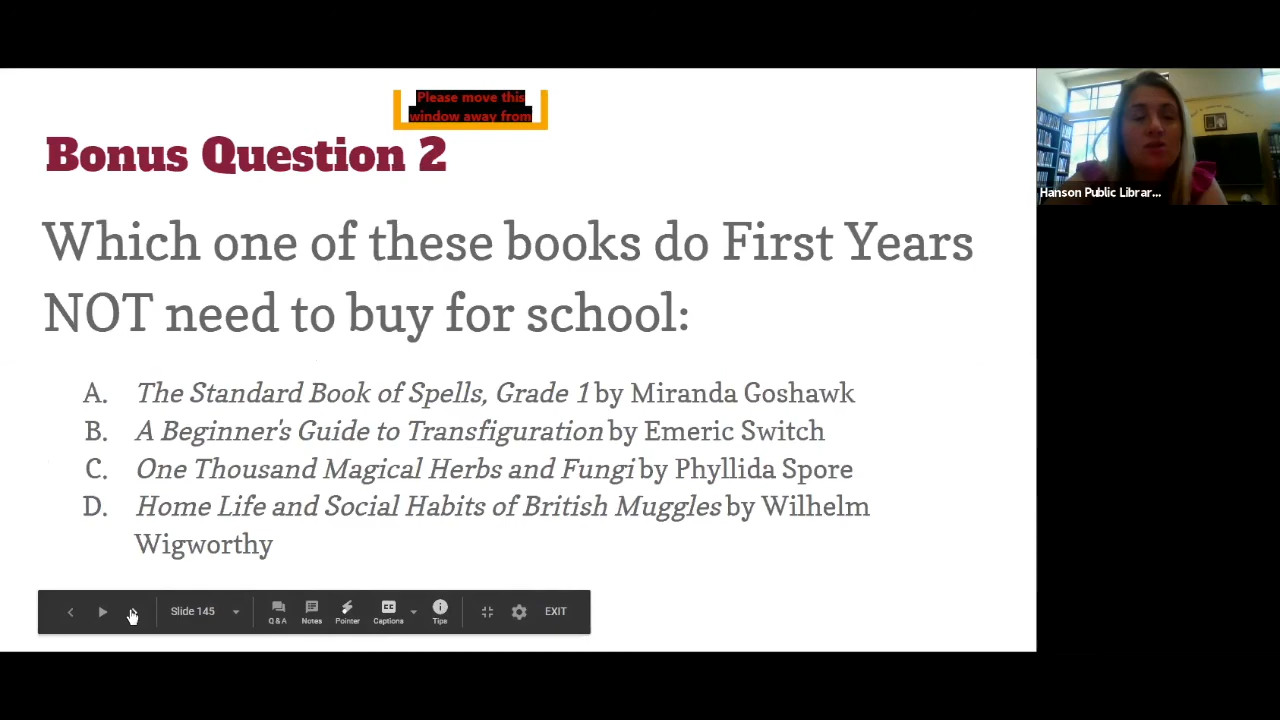 Please move this
window away from
Bonus Question 2
Which one of these books do First Years
NOT need to buy for school:
A. The Standard Book of Spells, Grade 1 by Miranda Goshawk
B. A Beginner's Guide to Transfiguration by Emeric Switch
C. One Thousand Magical Herbs and Fungi by Phyllida Spore
D. Home Life and Social Habits of British Muggles by Wilhelm
Wigworthy
Hanson Public Librar...
Slide 145
Q & A
Notes
Pointer
CC
Captions
Tips
EXIT